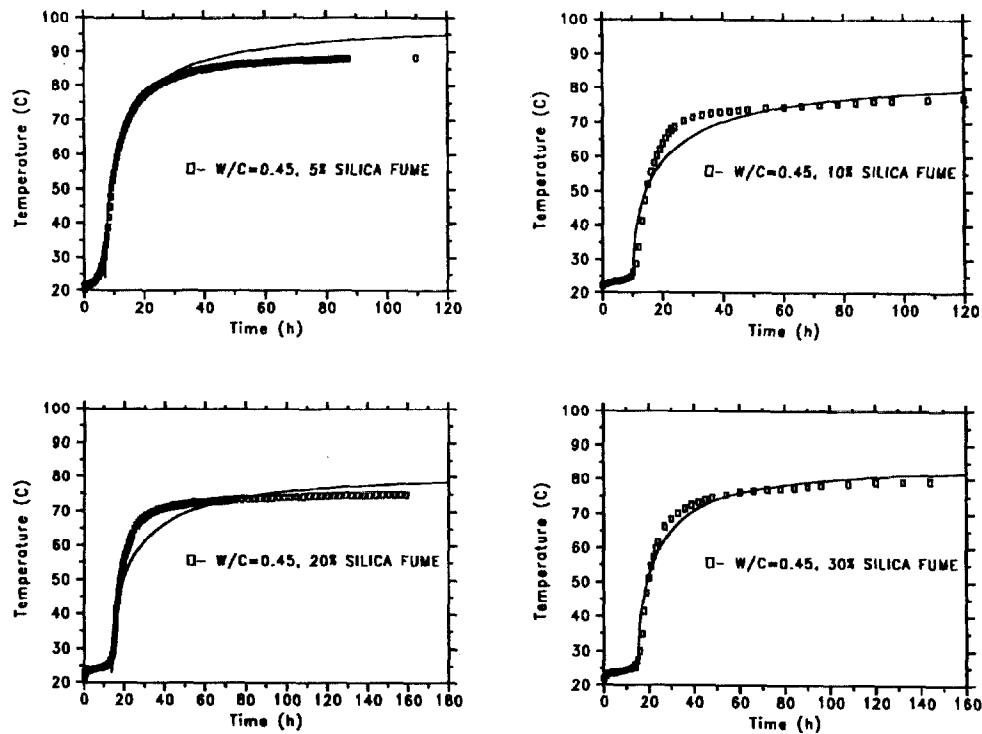 100
90
80
70
60
50
40
30
20
Temperature (C)
□- W/C=0.45, 5% SILICA FUME
0 20 40 60 80 100 120
Time (h)
100
90
80
70
60
50
40
30
20
Temperature (C)
□- W/C=0.45, 10% SILICA FUME
0 20 40 60 80 100 120
Time (h)
100
90
80
70
60
50
40
30
20
Temperature (C)
□- W/C=0.45, 20% SILICA FUME
0 20 40 60 80 100 120 140 160 180
Time (h)
100
90
80
70
60
50
40
30
20
Temperature (C)
□- W/C=0.45, 30% SILICA FUME
0 20 40 60 80 100 120 140 160
Time (h)